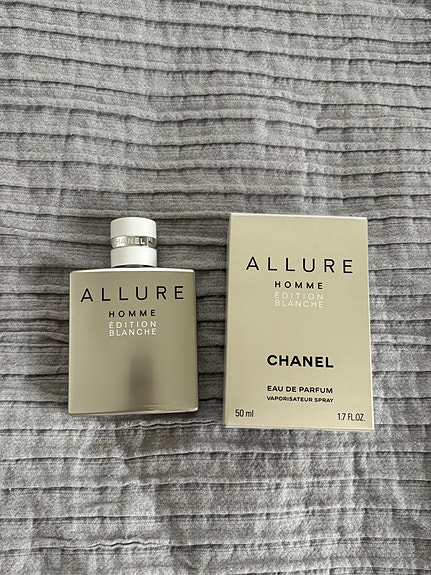 CHANEL
ALLURE
HOMME
ÉDITION
BLANCHE
ALLURE
HOMME
ÉDITION
BLANCHE
CHANEL
EAU DE PARFUM
VAPORISATEUR SPRAY
50 ml 1.7 FL.OZ.